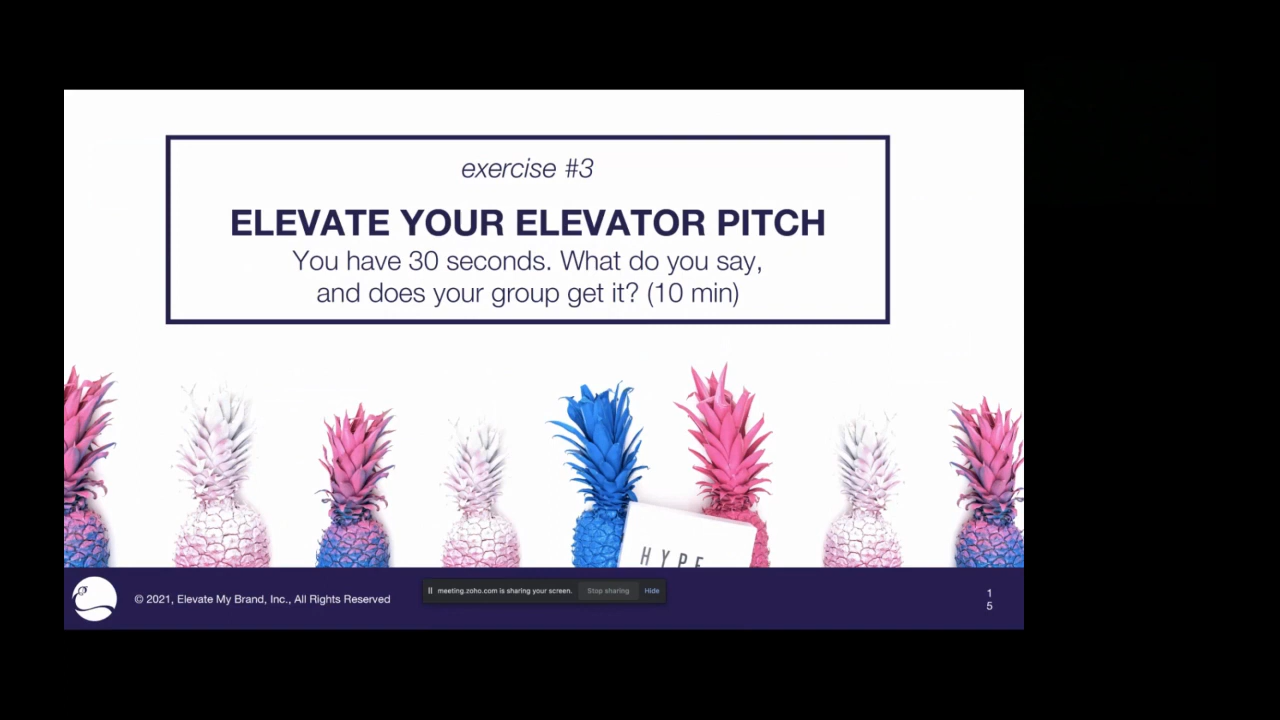 exercise #3
ELEVATE YOUR ELEVATOR PITCH
You have 30 seconds. What do you say,
and does your group get it? (10 min)
HYPE
© 2021, Elevate My Brand, Inc., All Rights Reserved
meeting.zoho.com is sharing your screen. Stop sharing Hide
1
5